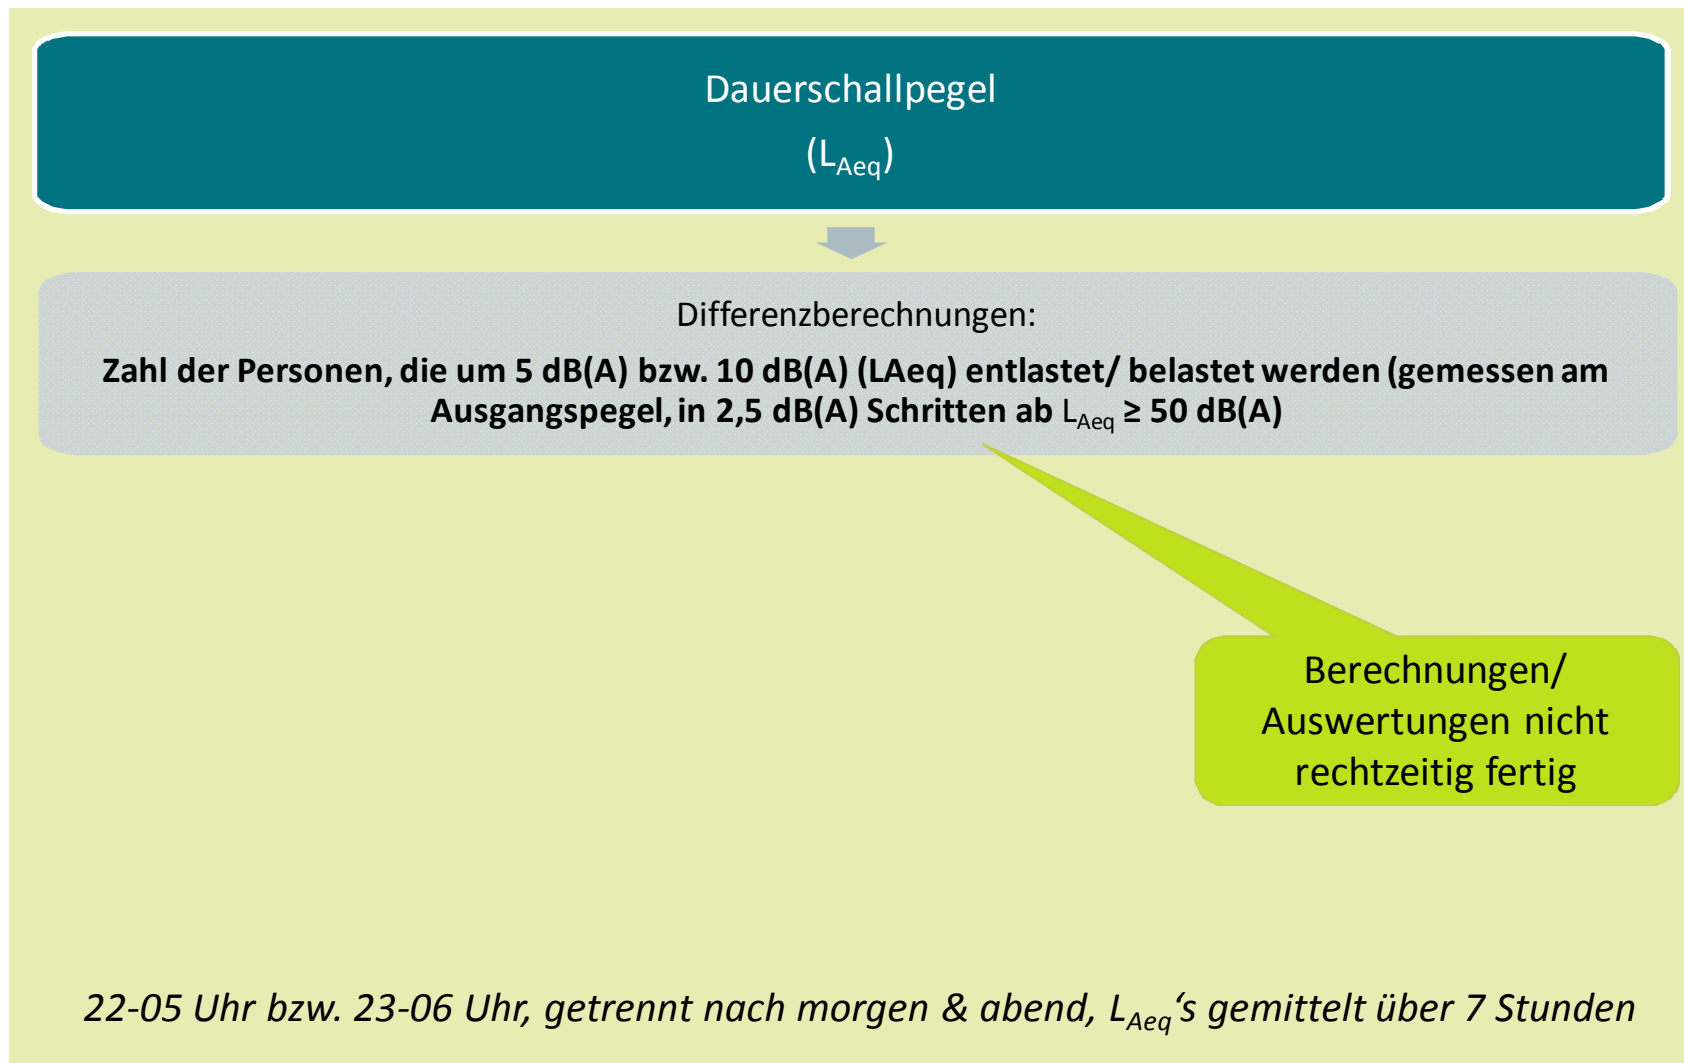 Dauerschallpegel
(LAeq)
Differenzberechnungen:
Zahl der Personen, die um 5 dB(A) bzw. 10 dB(A) (LAeq) entlastet/ belastet werden (gemessen am
Ausgangspegel, in 2,5 dB(A) Schritten ab LAeq ≥ 50 dB(A)
Berechnungen/
Auswertungen nicht
rechtzeitig fertig
22-05 Uhr bzw. 23-06 Uhr, getrennt nach morgen & abend, LAeq‘s gemittelt über 7 Stunden